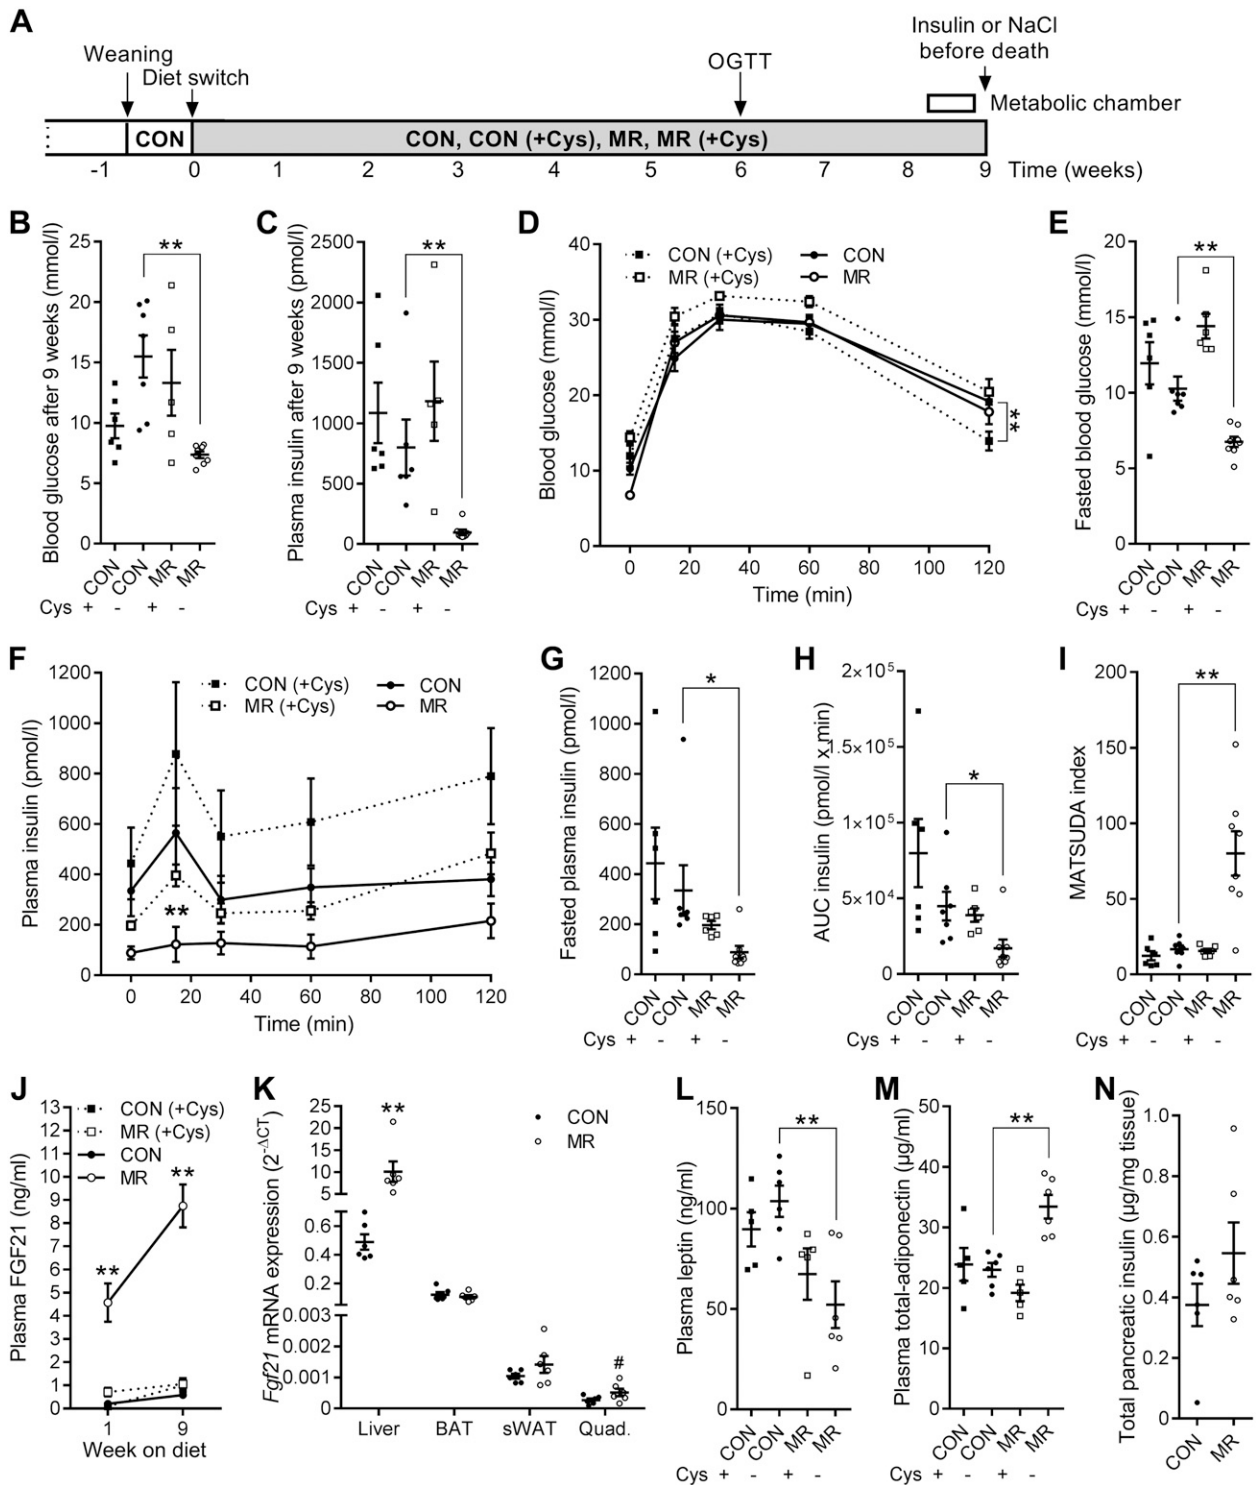 A
Weaning
Diet switch
OGTT
Insulin or NaCl
before death
Metabolic chamber
CON
CON, CON (+Cys), MR, MR (+Cys)
-1 0 1 2 3 4 5 6 7 8 9 Time (weeks)
B
Blood glucose after 9 weeks (mmol/l)
25
20
15
10
5
0
**
CON CON MR MR
Cys + - + -
C
Plasma insulin after 9 weeks (pmol/l)
2500
2000
1500
1000
500
0
**
CON CON MR MR
Cys + - + -
D
Blood glucose (mmol/l)
40
30
20
10
0
CON (+Cys) CON
MR (+Cys) MR
**
0 20 40 60 80 100 120
Time (min)
E
Fasted blood glucose (mmol/l)
20
15
10
5
0
**
CON CON MR MR
Cys + - + -
F
Plasma insulin (pmol/l)
1200
1000
800
600
400
200
0
CON (+Cys) CON
MR (+Cys) MR
**
0 20 40 60 80 100 120
Time (min)
G
Fasted plasma insulin (pmol/l)
1200
1000
800
600
400
200
0
*
CON CON MR MR
Cys + - + -
H
AUC insulin (pmol/l x min)
2×10⁵
1.5×10⁵
1×10⁵
5×10⁴
0
*
CON CON MR MR
Cys + - + -
I
MATSUDA index
200
150
100
50
0
**
CON CON MR MR
Cys + - + -
J
Plasma FGF21 (ng/ml)
13
12
11
10
9
8
7
6
5
4
3
2
1
0
CON (+Cys)
MR (+Cys)
CON
MR
**
**
1 9
Week on diet
K
Fgf21 mRNA expression (2⁻ΔCT)
25
20
15
10
5
0.6
0.4
0.2
0.003
0.002
0.001
0
**
#
CON
MR
Liver BAT sWAT Quad.
L
Plasma leptin (ng/ml)
150
100
50
0
**
CON CON MR MR
Cys + - + -
M
Plasma total-adiponectin (µg/ml)
50
40
30
20
10
0
**
CON CON MR MR
Cys + - + -
N
Total pancreatic insulin (µg/mg tissue)
1.0
0.8
0.6
0.4
0.2
0
CON MR